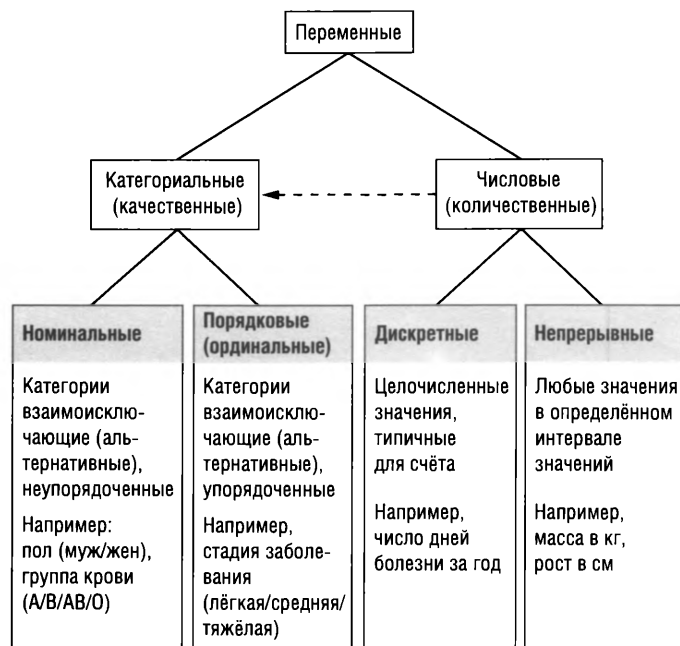 Переменные
Категориальные
(качественные)
Числовые
(количественные)
Номинальные
Категории
взаимоисклю-
чающие (аль-
тернативные),
неупорядоченные
Например:
пол (муж/жен),
группа крови
(A/B/AB/O)
Порядковые
(ординальные)
Категории
взаимоисклю-
чающие (аль-
тернативные),
упорядоченные
Например,
стадия заболе-
вания
(лёгкая/средняя/
тяжёлая)
Дискретные
Целочисленные
значения,
типичные
для счёта
Например,
число дней
болезни за год
Непрерывные
Любые значения
в определённом
интервале
значений
Например,
масса в кг,
рост в см